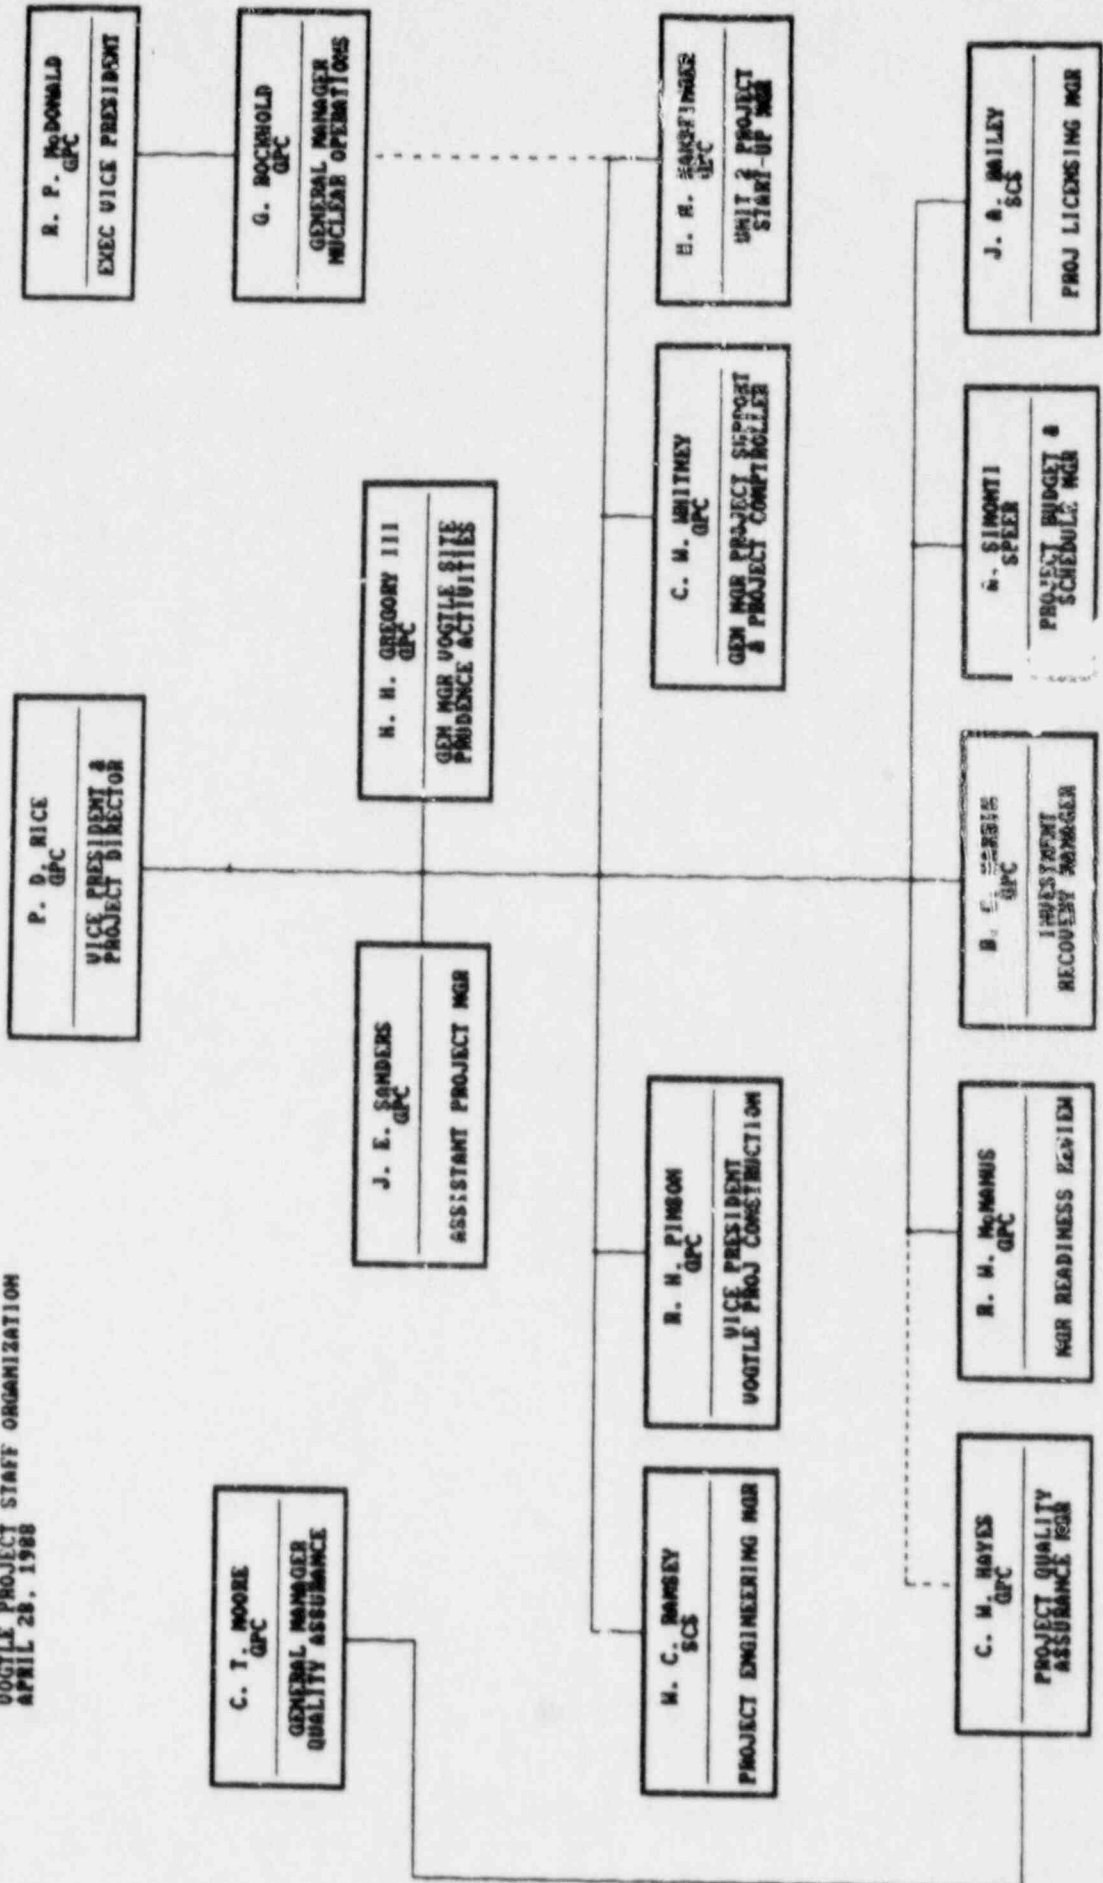 VOGTLE PROJECT STAFF ORGANIZATION
APRIL 28, 1988
P. D. RICE
GPC
VICE PRESIDENT &
PROJECT DIRECTOR
R. P. McDONALD
GPC
EXEC VICE PRESIDENT
C. T. MOORE
GPC
GENERAL MANAGER
QUALITY ASSURANCE
G. BOCKHOLD
GPC
GENERAL MANAGER
NUCLEAR OPERATIONS
J. E. SANDERS
GPC
ASSISTANT PROJECT MGR
H. H. GREGORY III
GPC
GEN MGR VOGTLE SITE
PRUDENCE ACTIVITIES
W. C. RAMSEY
SCS
PROJECT ENGINEERING MGR
R. H. PINSON
GPC
VICE PRESIDENT
VOGTLE PROJ CONSTRUCTION
C. W. WHITNEY
GPC
GEN MGR PROJECT SUPPORT
& PROJECT COMPTROLLER
GPC
UNIT 2 PROJECT
START-UP MGR
C. W. HAYES
GPC
PROJECT QUALITY
ASSURANCE MGR
R. W. McMANUS
GPC
MGR READINESS REVIEW
GPC
INVESTMENT
RECOVERY MANAGER
SIMONTI
SPEER
PROJECT BUDGET &
SCHEDULE MGR
J. A. BAILEY
SCS
PROJ LICENSING MGR